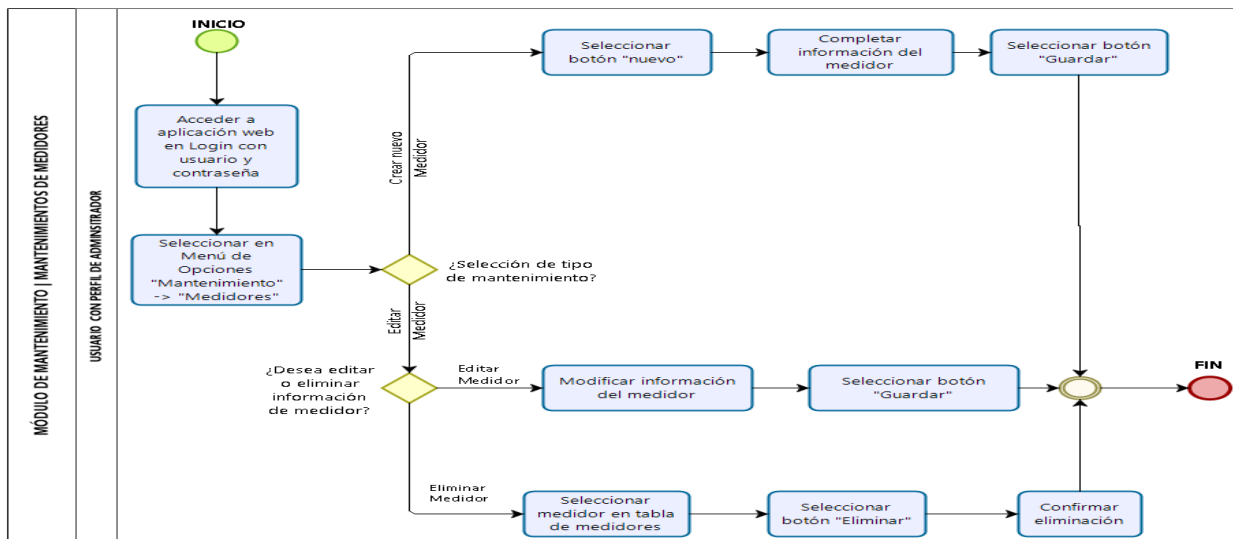 MÓDULO DE MANTENIMIENTO | MANTENIMIENTOS DE MEDIDORES
USUARIO CON PERFIL DE ADMINSITRADOR
INICIO
Acceder a
aplicación web
en Login con
usuario y
contraseña
Seleccionar en
Menú de
Opciones
"Mantenimiento"
-> "Medidores"
¿Selección de tipo
de mantenimiento?
Crear nuevo
Medidor
Seleccionar
botón "nuevo"
Completar
información del
medidor
Seleccionar botón
"Guardar"
Editar
Medidor
¿Desea editar
o eliminar
información
de medidor?
Editar
Medidor
Modificar información
del medidor
Seleccionar botón
"Guardar"
FIN
Eliminar
Medidor
Seleccionar
medidor en tabla
de medidores
Seleccionar
botón "Eliminar"
Confirmar
eliminación